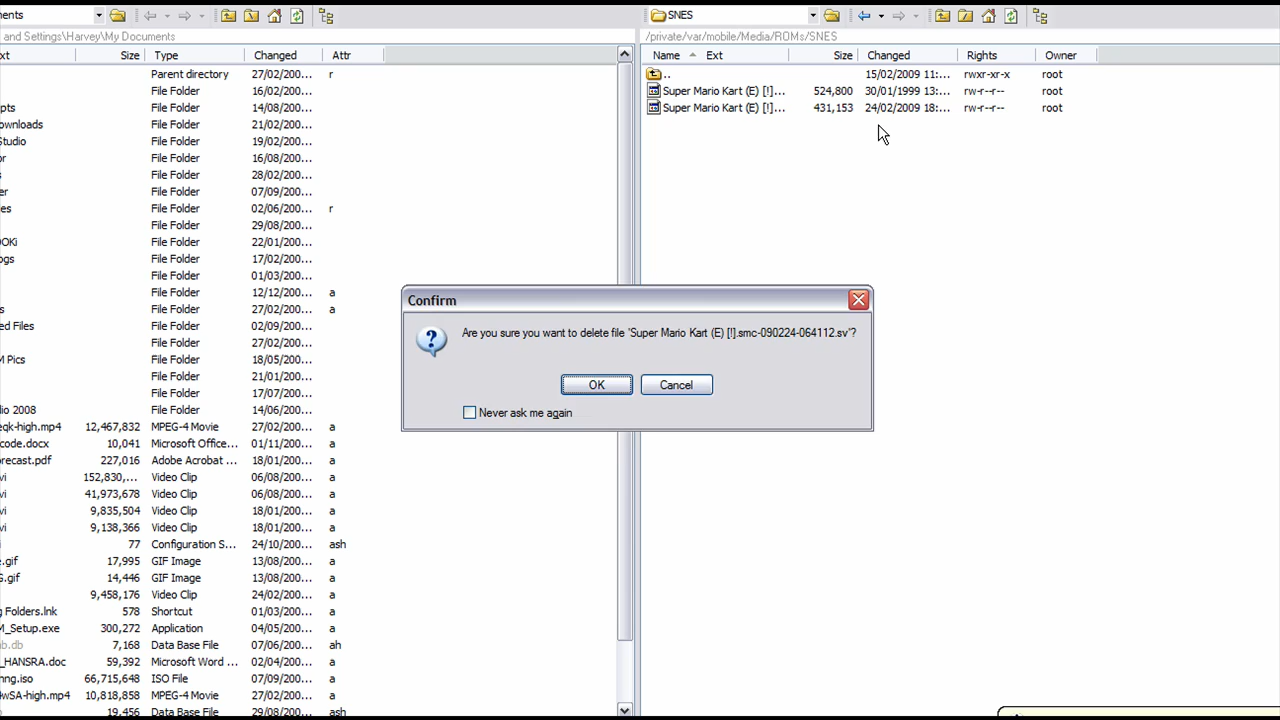 ments SNES
and Settings\Harvey\My Documents /private/var/mobile/Media/ROMs/SNES
xt Size Type Changed Attr Name Ext Size Changed Rights Owner
Parent directory 27/02/200... r .. 15/02/2009 11:... rwxr-xr-x root
File Folder 16/02/200... Super Mario Kart (E) [!]... 524,800 30/01/1999 13:... rw-r--r-- root
pts File Folder 14/08/200... Super Mario Kart (E) [!]... 431,153 24/02/2009 18:... rw-r--r-- root
ownloads File Folder 21/02/200...
Studio File Folder 19/02/200...
or File Folder 16/08/200...
s File Folder 28/02/200...
er File Folder 07/09/200...
es File Folder 02/06/200... r
File Folder 29/08/200...
OKi File Folder 22/01/200...
ogs File Folder 17/02/200...
File Folder 01/03/200...
File Folder 12/12/200... a
s File Folder 27/02/200... a
ed Files File Folder 02/09/200...
File Folder 17/02/200...
M Pics File Folder 18/05/200...
File Folder 21/01/200...
File Folder 17/07/200...
dio 2008 File Folder 14/06/200...
eqk-high.mp4 12,467,832 MPEG-4 Movie 27/02/200... a
code.docx 10,041 Microsoft Office... 01/11/200... a
orecast.pdf 227,016 Adobe Acrobat ... 18/01/200... a
vi 152,830,... Video Clip 06/08/200... a
vi 41,973,678 Video Clip 06/08/200... a
vi 9,835,504 Video Clip 18/01/200... a
vi 9,138,366 Video Clip 18/01/200... a
i 77 Configuration S... 24/10/200... ash
e.gif 17,995 GIF Image 13/08/200... a
G.gif 14,446 GIF Image 13/08/200... a
9,458,176 Video Clip 24/02/200... a
g Folders.lnk 578 Shortcut 01/03/200... a
M_Setup.exe 300,272 Application 04/05/200... a
b.db 7,168 Data Base File 07/06/200... ah
_HANSRA.doc 59,392 Microsoft Word ... 02/04/200... a
hng.iso 66,715,648 ISO File 07/09/200... a
wSA-high.mp4 10,818,858 MPEG-4 Movie 27/02/200... a
19,456 Data Base File 29/08/200... ash
Confirm
Are you sure you want to delete file 'Super Mario Kart (E) [!].smc-090224-064112.sv'?
OK Cancel
Never ask me again